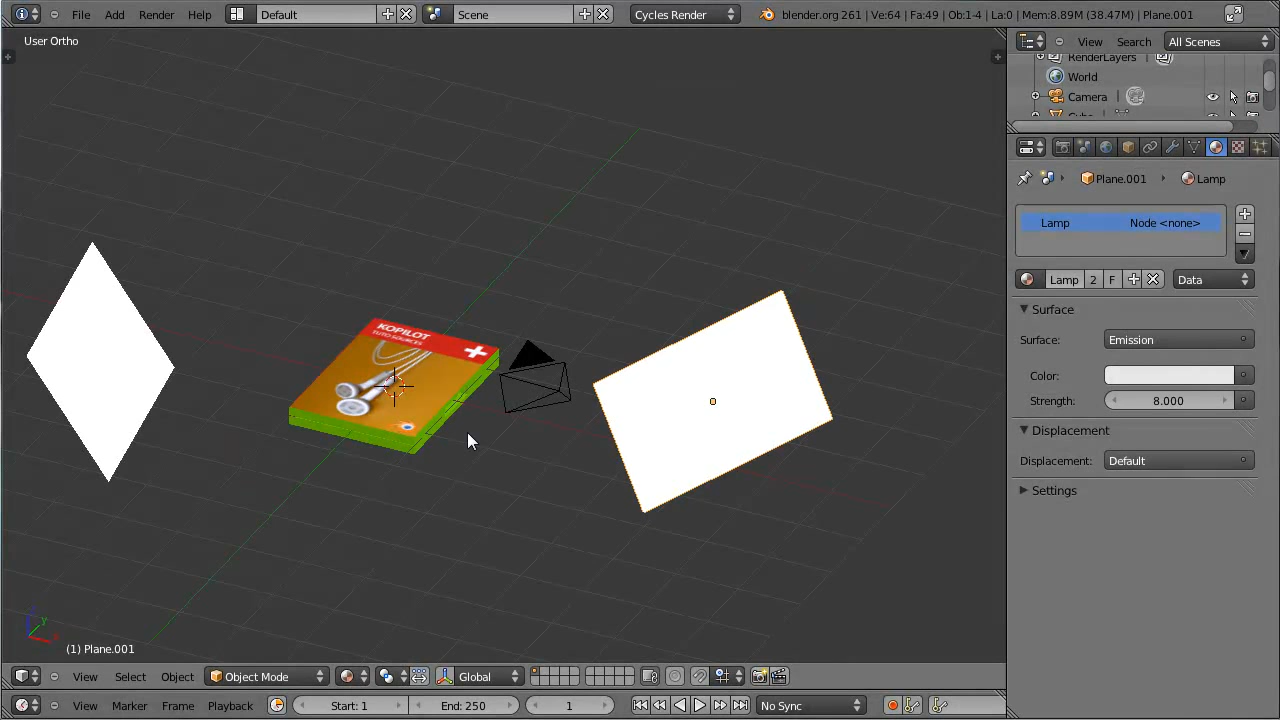 File Add Render Help Default Scene Cycles Render blender.org 261 | Ve:64 | Fa:49 | Ob:1-4 | La:0 | Mem:8.89M (38.47M) | Plane.001
User Ortho
View Search All Scenes
RenderLayers
World
Camera
Cube
Plane.001 Lamp
Lamp Node <none>
Lamp 2 F Data
Surface
Surface: Emission
Color:
Strength: 8.000
Displacement
Displacement: Default
Settings
KOPILOT
TUTO SOURCES
z
y
x
(1) Plane.001
View Select Object Object Mode Global
View Marker Frame Playback Start: 1 End: 250 1 No Sync